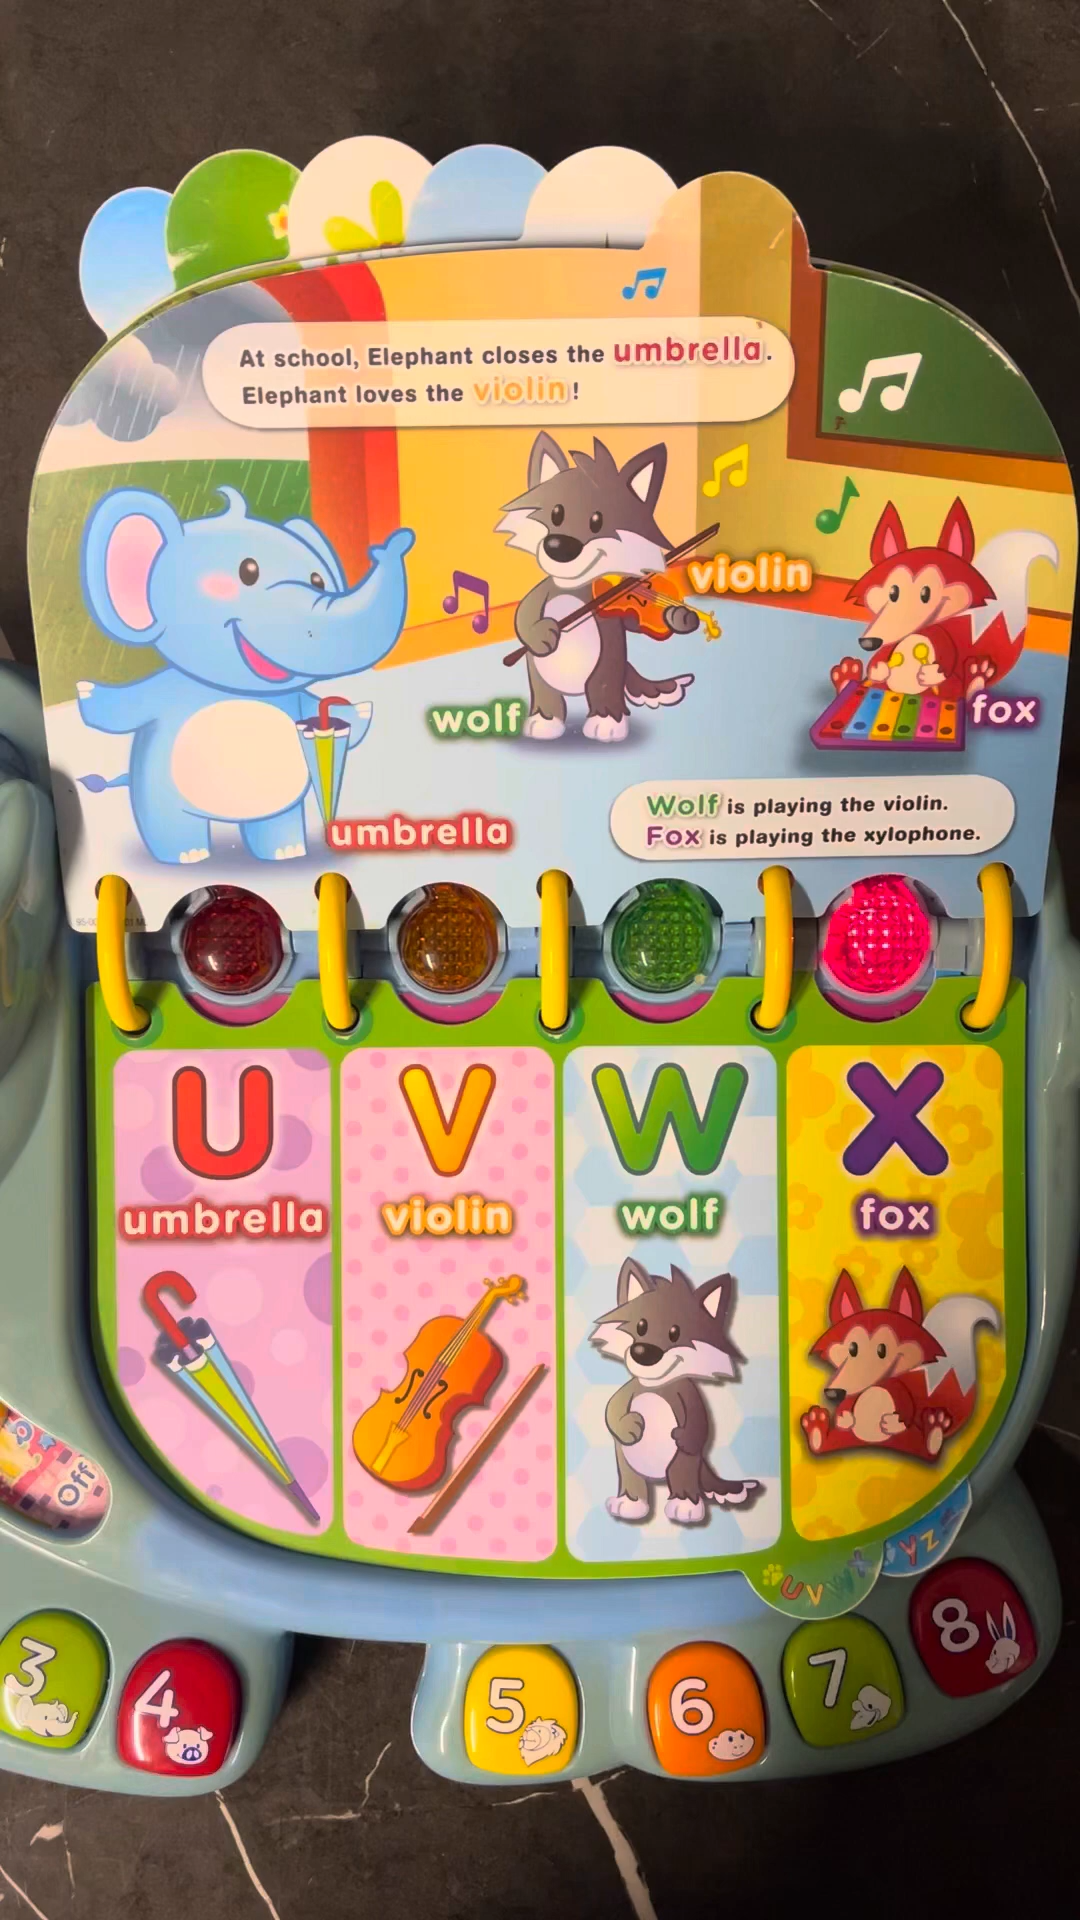 At school, Elephant closes the umbrella.
Elephant loves the violin!
violin
wolf
fox
umbrella
Wolf is playing the violin.
Fox is playing the xylophone.
U
V
W
X
umbrella
violin
wolf
fox
Off
U V W X
Y Z
3
4
5
6
7
8